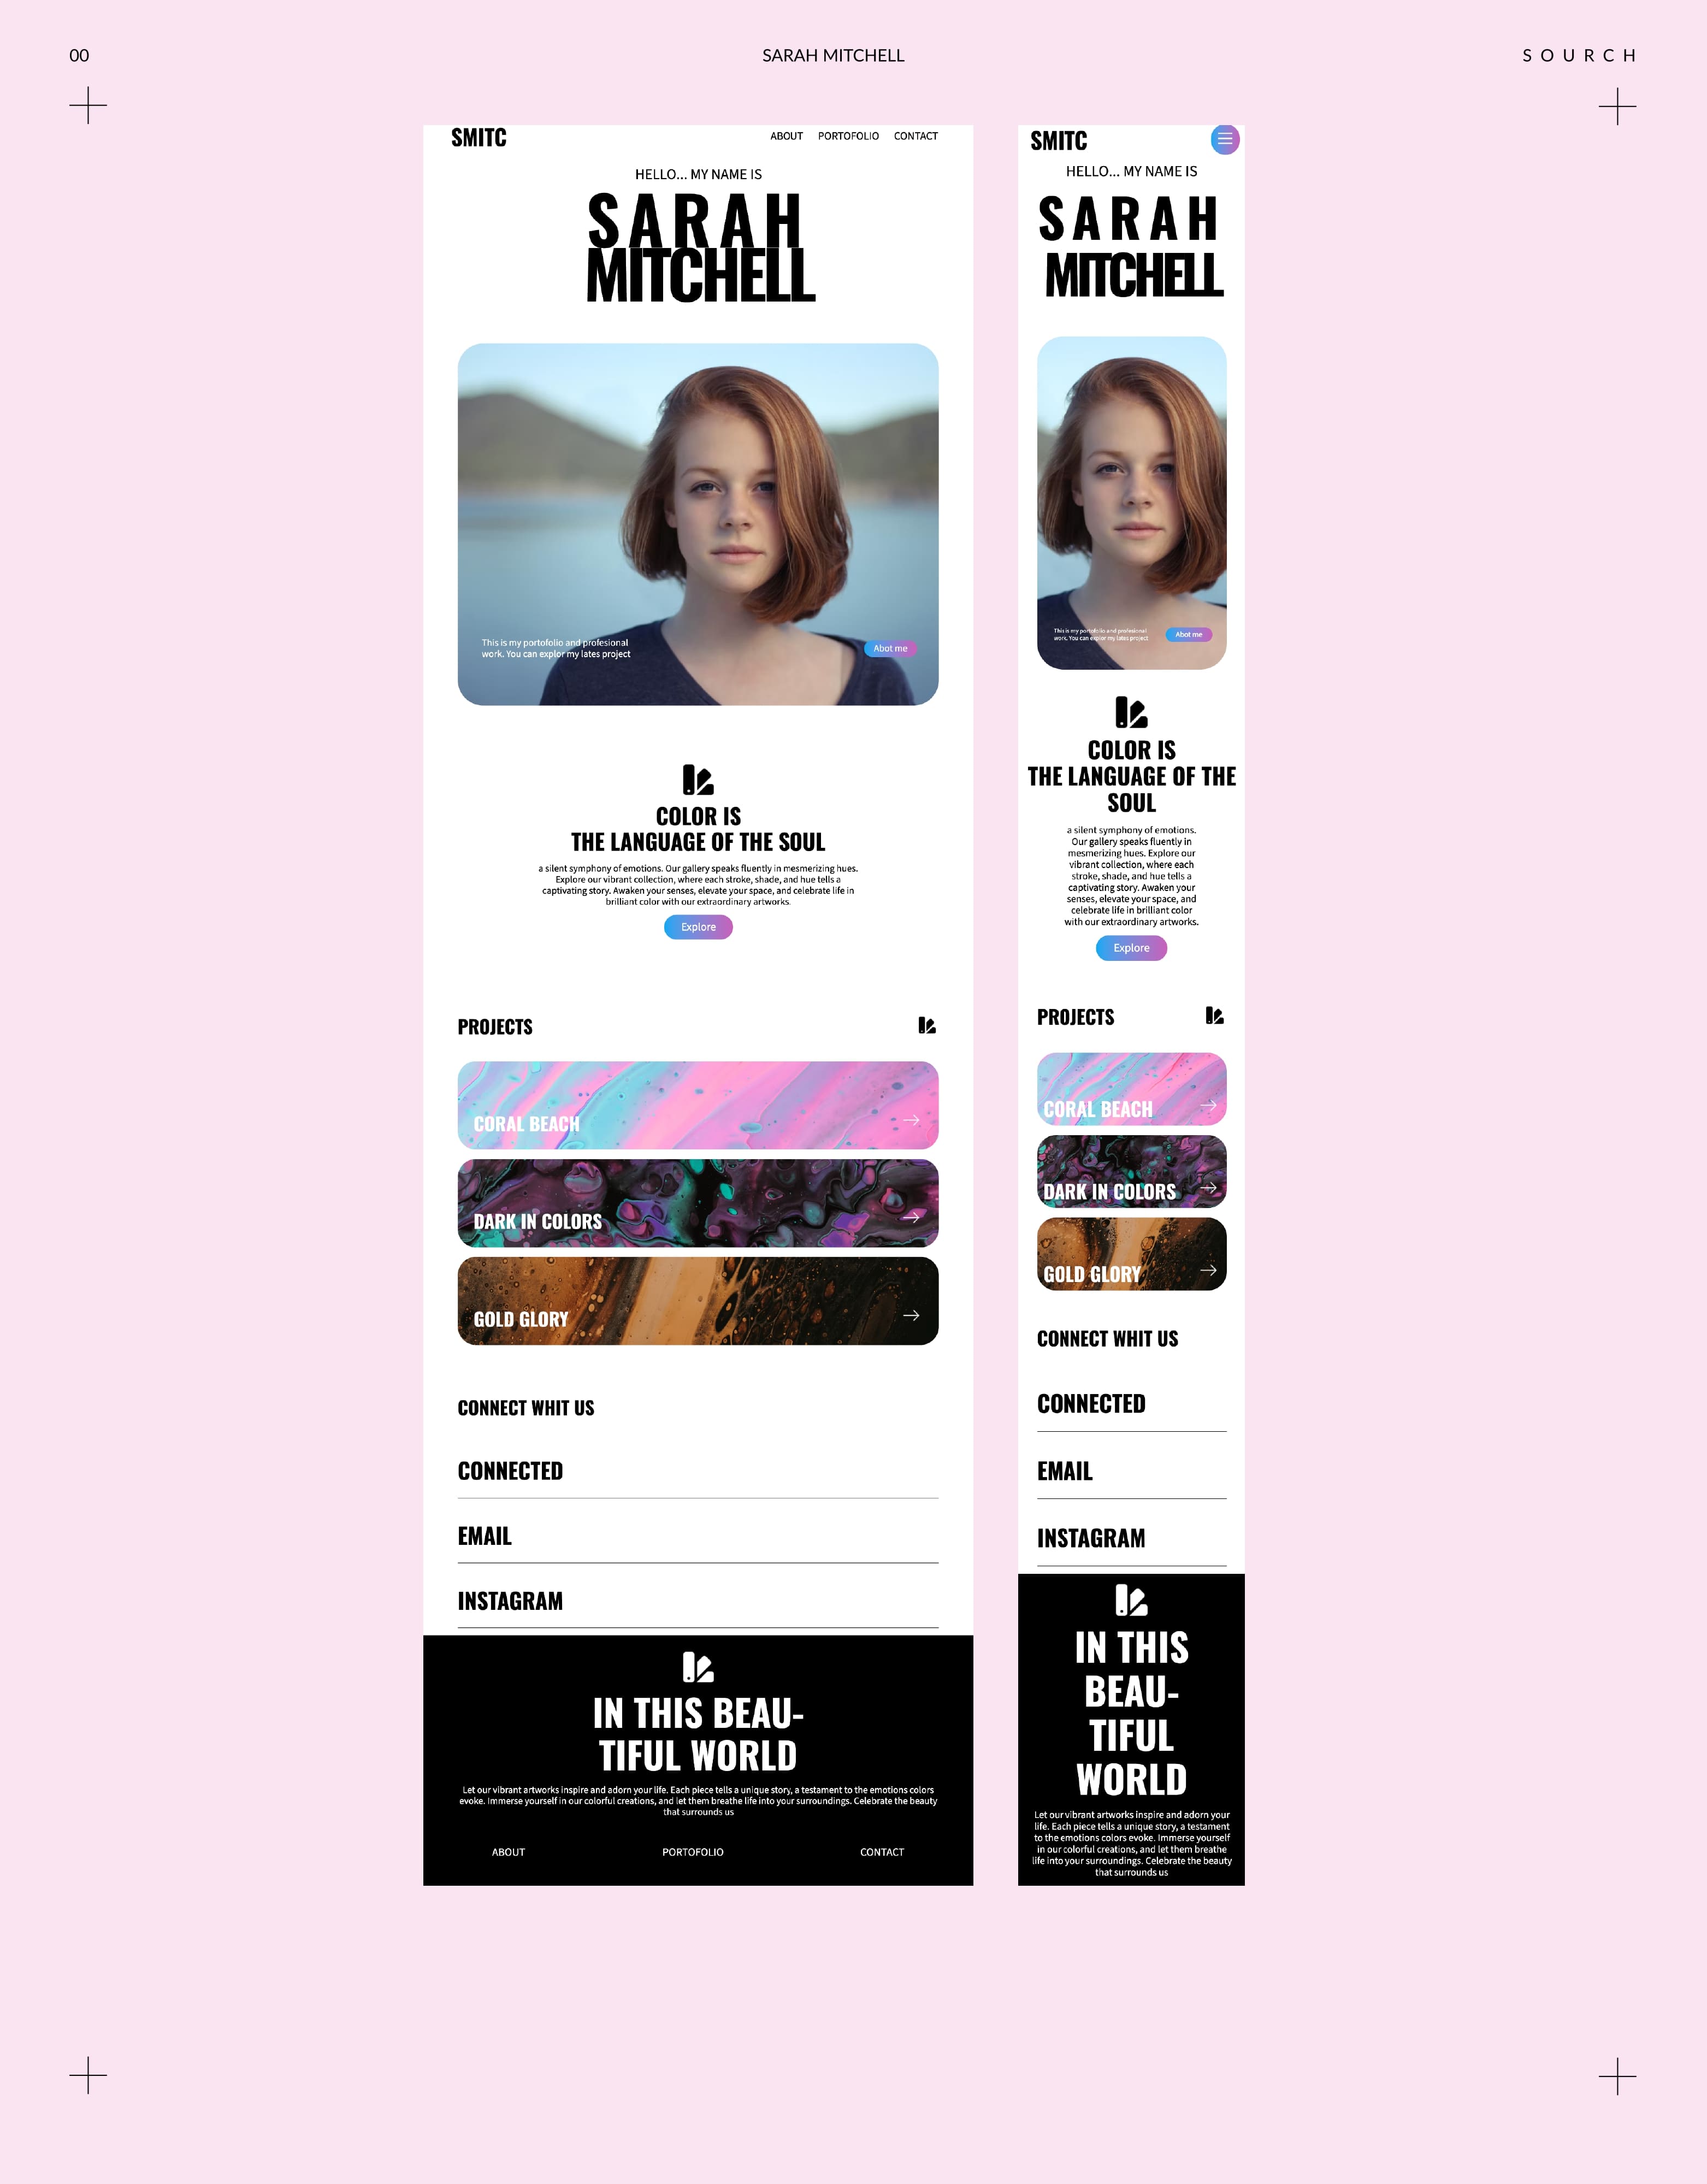 00
SARAH MITCHELL
SOURCH
SMITC
ABOUT PORTOFOLIO CONTACT
HELLO... MY NAME IS
SARAH
MITCHELL
This is my portofolio and profesional
work. You can explor my lates project
Abot me
COLOR IS
THE LANGUAGE OF THE SOUL
a silent symphony of emotions. Our gallery speaks fluently in mesmerizing hues.
Explore our vibrant collection, where each stroke, shade, and hue tells a
captivating story. Awaken your senses, elevate your space, and celebrate life in
brilliant color with our extraordinary artworks.
Explore
PROJECTS
CORAL BEACH
DARK IN COLORS
GOLD GLORY
CONNECT WHIT US
CONNECTED
EMAIL
INSTAGRAM
IN THIS BEAU-
TIFUL WORLD
Let our vibrant artworks inspire and adorn your life. Each piece tells a unique story, a testament to the emotions colors
evoke. Immerse yourself in our colorful creations, and let them breathe life into your surroundings. Celebrate the beauty
that surrounds us
ABOUT PORTOFOLIO CONTACT
SMITC
HELLO... MY NAME IS
SARAH
MITCHELL
This is my portofolio and profesional
work. You can explor my lates project
Abot me
COLOR IS
THE LANGUAGE OF THE
SOUL
a silent symphony of emotions.
Our gallery speaks fluently in
mesmerizing hues. Explore our
vibrant collection, where each
stroke, shade, and hue tells a
captivating story. Awaken your
senses, elevate your space, and
celebrate life in brilliant color
with our extraordinary artworks.
Explore
PROJECTS
CORAL BEACH
DARK IN COLORS
GOLD GLORY
CONNECT WHIT US
CONNECTED
EMAIL
INSTAGRAM
IN THIS
BEAU-
TIFUL
WORLD
Let our vibrant artworks inspire and adorn your
life. Each piece tells a unique story, a testament
to the emotions colors evoke. Immerse yourself
in our colorful creations, and let them breathe
life into your surroundings. Celebrate the beauty
that surrounds us